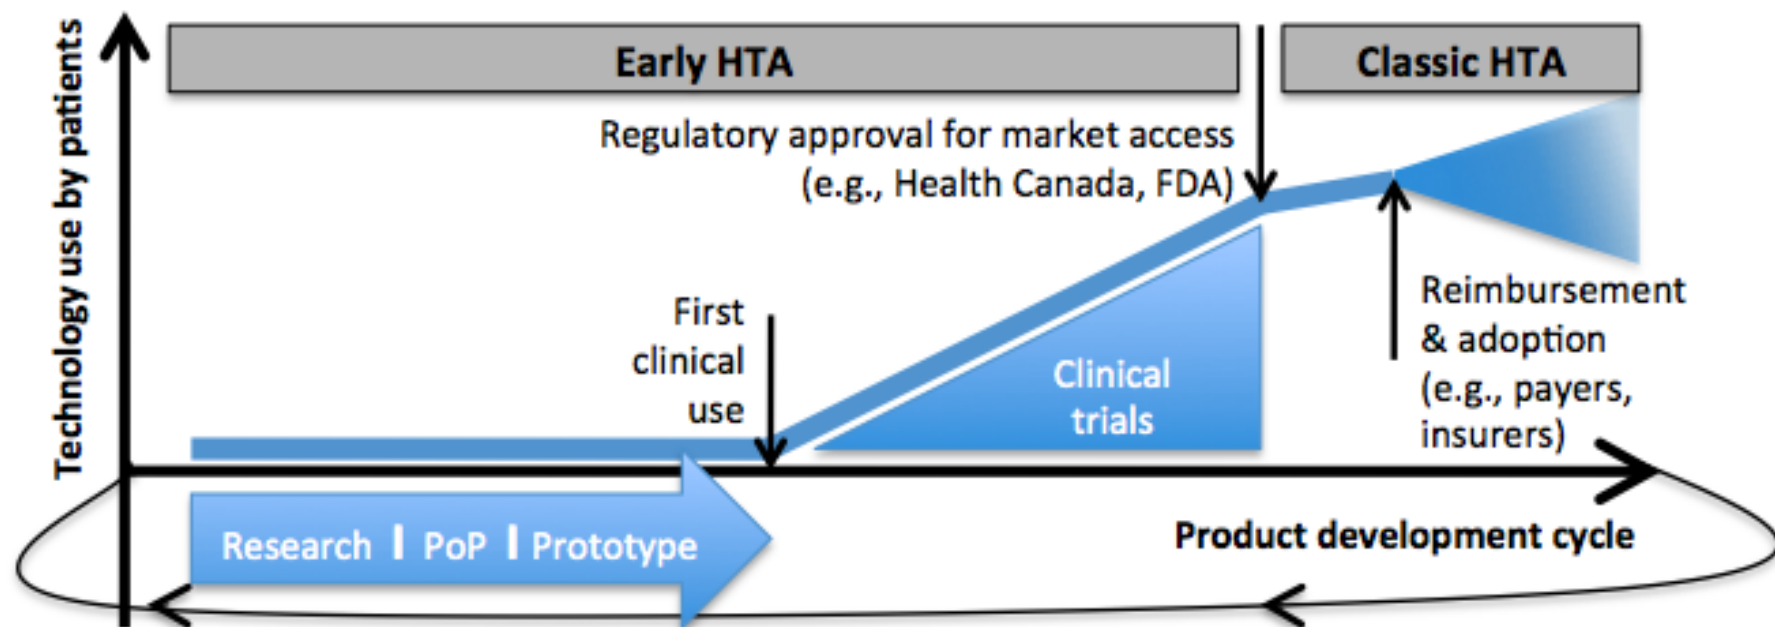 Technology use by patients
Early HTA
Classic HTA
Regulatory approval for market access
(e.g., Health Canada, FDA)
First
clinical
use
Clinical
trials
Reimbursement
& adoption
(e.g., payers,
insurers)
Research I PoP I Prototype
Product development cycle